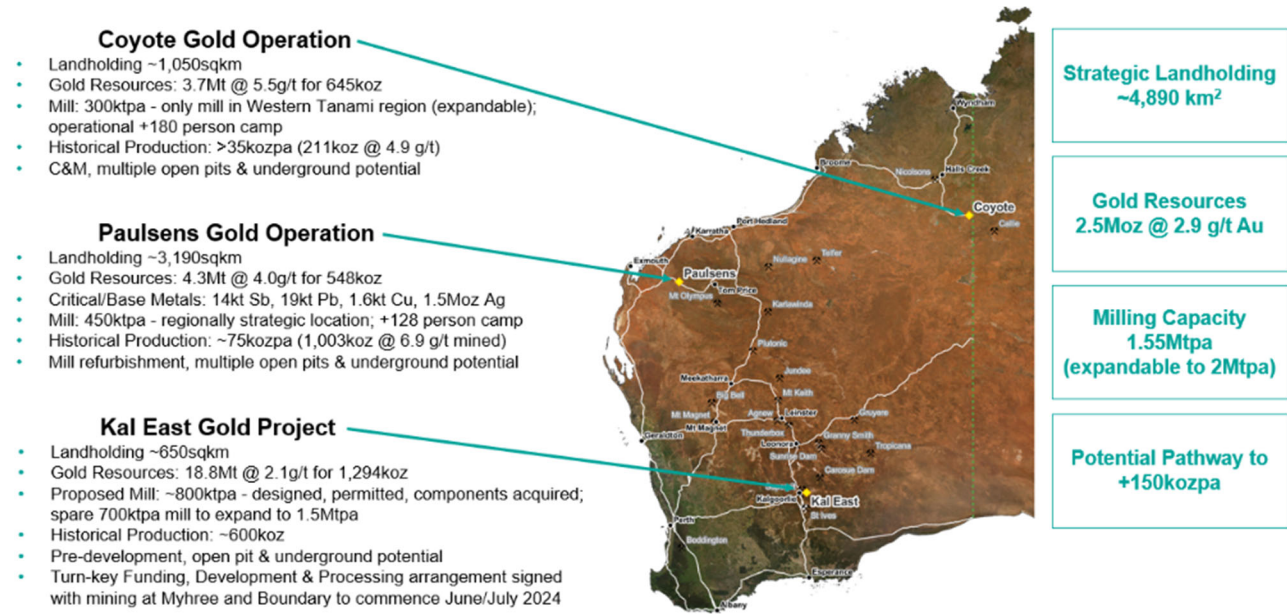 Coyote Gold Operation
• Landholding ~1,050sqkm
• Gold Resources: 3.7Mt @ 5.5g/t for 645koz
• Mill: 300ktpa - only mill in Western Tanami region (expandable);
operational +180 person camp
• Historical Production: >35kozpa (211koz @ 4.9 g/t)
• C&M, multiple open pits & underground potential
Paulsens Gold Operation
• Landholding ~3,190sqkm
• Gold Resources: 4.3Mt @ 4.0g/t for 548koz
• Critical/Base Metals: 14kt Sb, 19kt Pb, 1.6kt Cu, 1.5Moz Ag
• Mill: 450ktpa - regionally strategic location; +128 person camp
• Historical Production: ~75kozpa (1,003koz @ 6.9 g/t mined)
• Mill refurbishment, multiple open pits & underground potential
Kal East Gold Project
• Landholding ~650sqkm
• Gold Resources: 18.8Mt @ 2.1g/t for 1,294koz
• Proposed Mill: ~800ktpa - designed, permitted, components acquired;
spare 700ktpa mill to expand to 1.5Mtpa
• Historical Production: ~600koz
• Pre-development, open pit & underground potential
• Turn-key Funding, Development & Processing arrangement signed
with mining at Myhree and Boundary to commence June/July 2024
Wyndham
Broome
Nicolsons
Halls Creek
Coyote
Callie
Port Hedland
Karratha
Exmouth
Paulsens
Nullagine
Telfer
Tom Price
Mt Olympus
Karlawinda
Plutonic
Meekatharra
Jundee
Big Bell
Mt Keith
Mt Magnet
Mt Magnet
Agnew
Leinster
Gruyere
Geraldton
Thunderbox
Leonora
Granny Smith
Sunrise Dam
Tropicana
Carosue Dam
Kalgoorlie
Kal East
St Ives
Perth
Boddington
Esperance
Albany
Strategic Landholding
~4,890 km²
Gold Resources
2.5Moz @ 2.9 g/t Au
Milling Capacity
1.55Mtpa
(expandable to 2Mtpa)
Potential Pathway to
+150kozpa